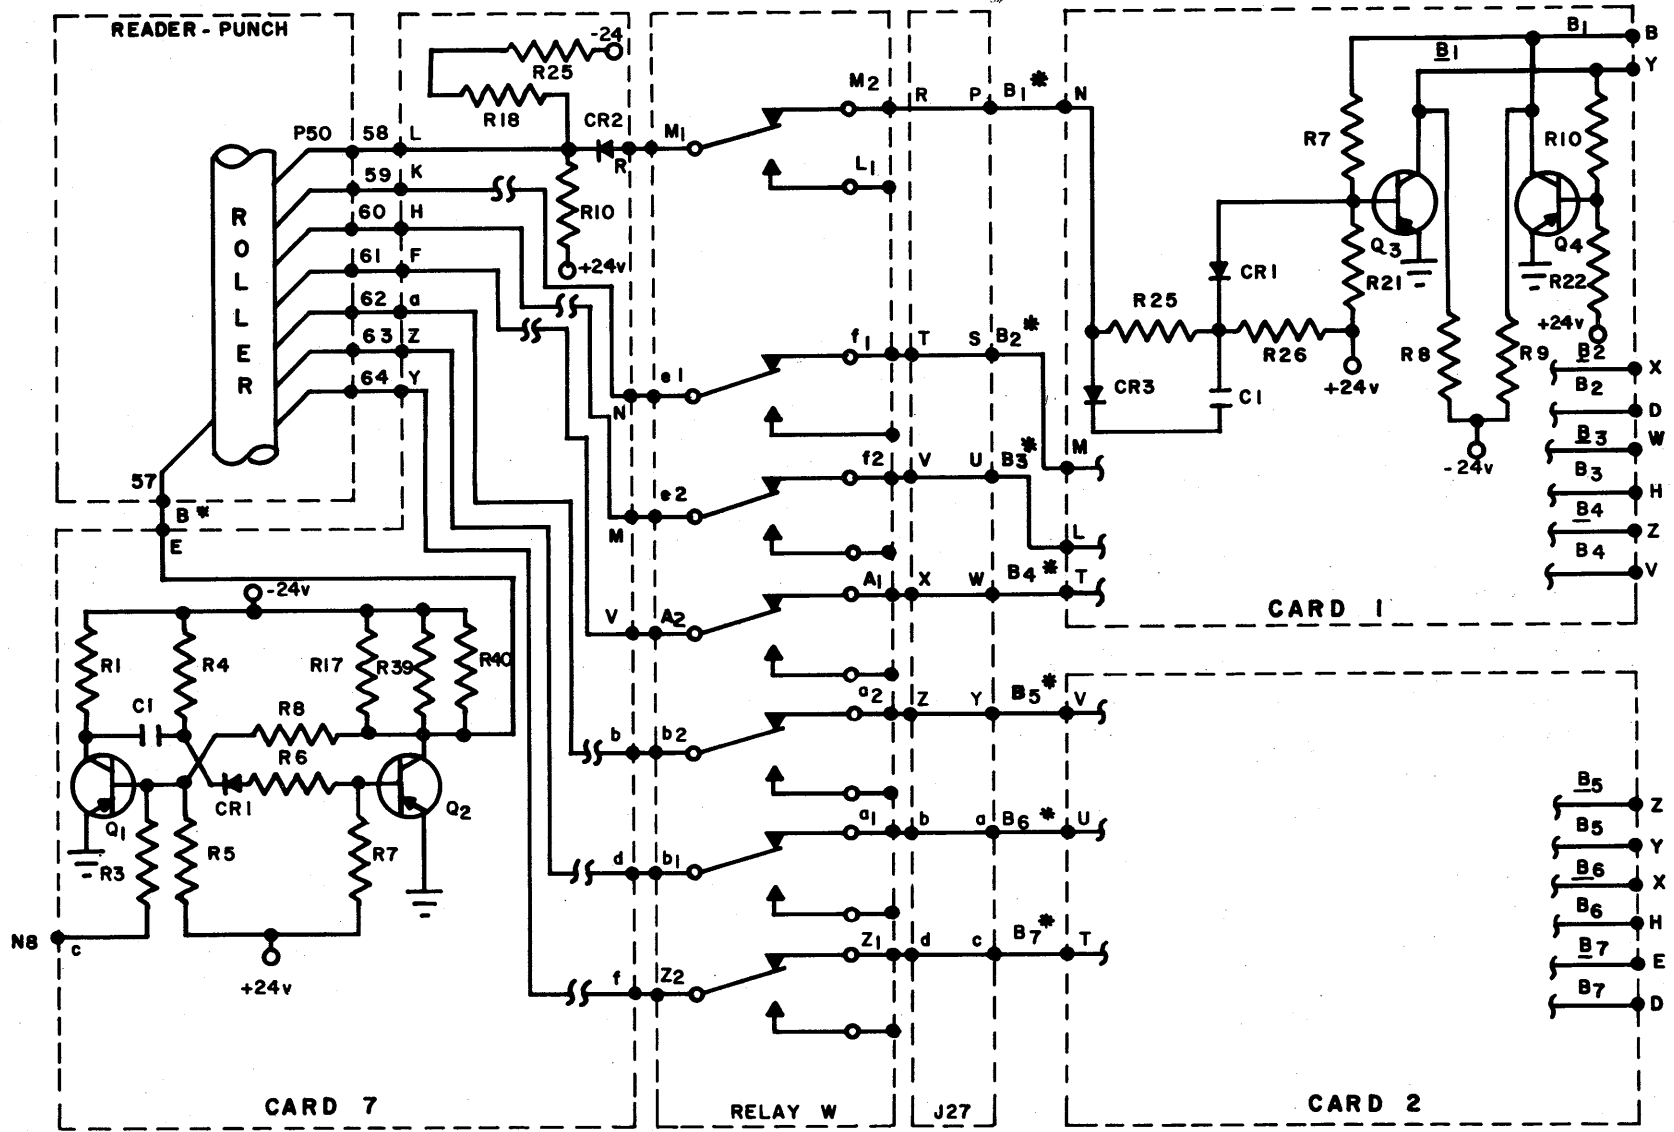 READER - PUNCH
-24
R25
R18
M2
R
P
B1*
N
B1
B
B1
Y
P50
58
L
CR2
M1
R
L1
R7
R10
59
K
R10
ROLLER
60
H
Q3
Q4
61
F
+24v
CR1
R21
R22
62
a
R25
+24v
63
Z
f1
T
S
B2*
R26
R8
R9
B2
X
64
Y
e1
CR3
C1
+24v
B2
D
N
B3
W
f2
V
U
B3*
M
-24v
B3
H
57
e2
B4
Z
B*
E
M
L
B4
V
-24v
A1
X
W
B4*
T
CARD 1
V
A2
R1
R4
R17
R39
R40
a2
Z
Y
B5*
V
C1
R8
b
b2
R6
CR1
Q1
Q2
B5
Z
a1
b
a
B6*
U
B5
Y
R3
R5
R7
d
b1
B6
X
B6
H
N8
c
Z1
d
c
B7*
T
B7
E
+24v
f
Z2
B7
D
CARD 7
RELAY W
J27
CARD 2